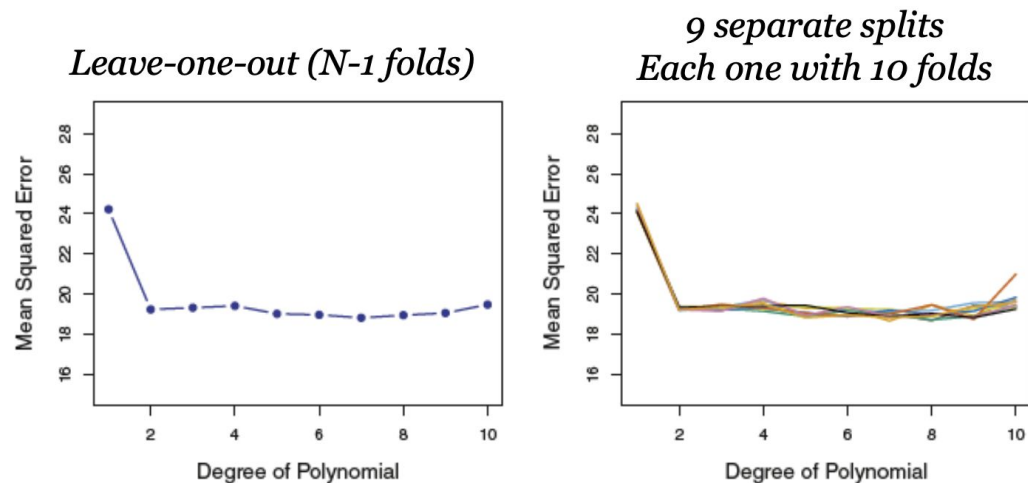 Leave-one-out (N-1 folds)
Mean Squared Error
28
26
24
22
20
18
16
2 4 6 8 10
Degree of Polynomial
9 separate splits
Each one with 10 folds
Mean Squared Error
28
26
24
22
20
18
16
2 4 6 8 10
Degree of Polynomial